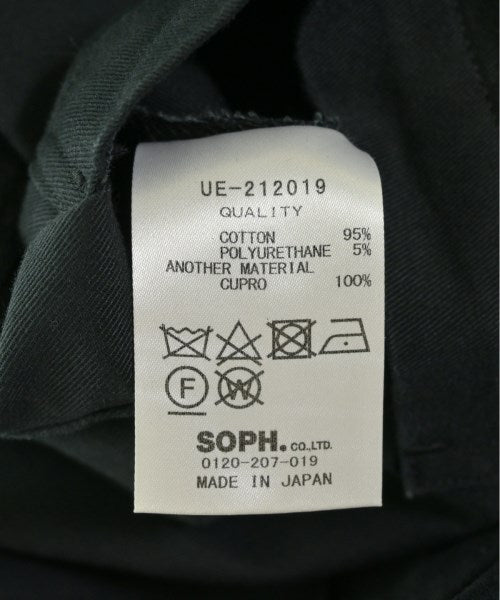 UE-212019
QUALITY
COTTON 95%
POLYURETHANE 5%
ANOTHER MATERIAL
CUPRO 100%
F W
SOPH. CO.,LTD.
0120-207-019
MADE IN JAPAN